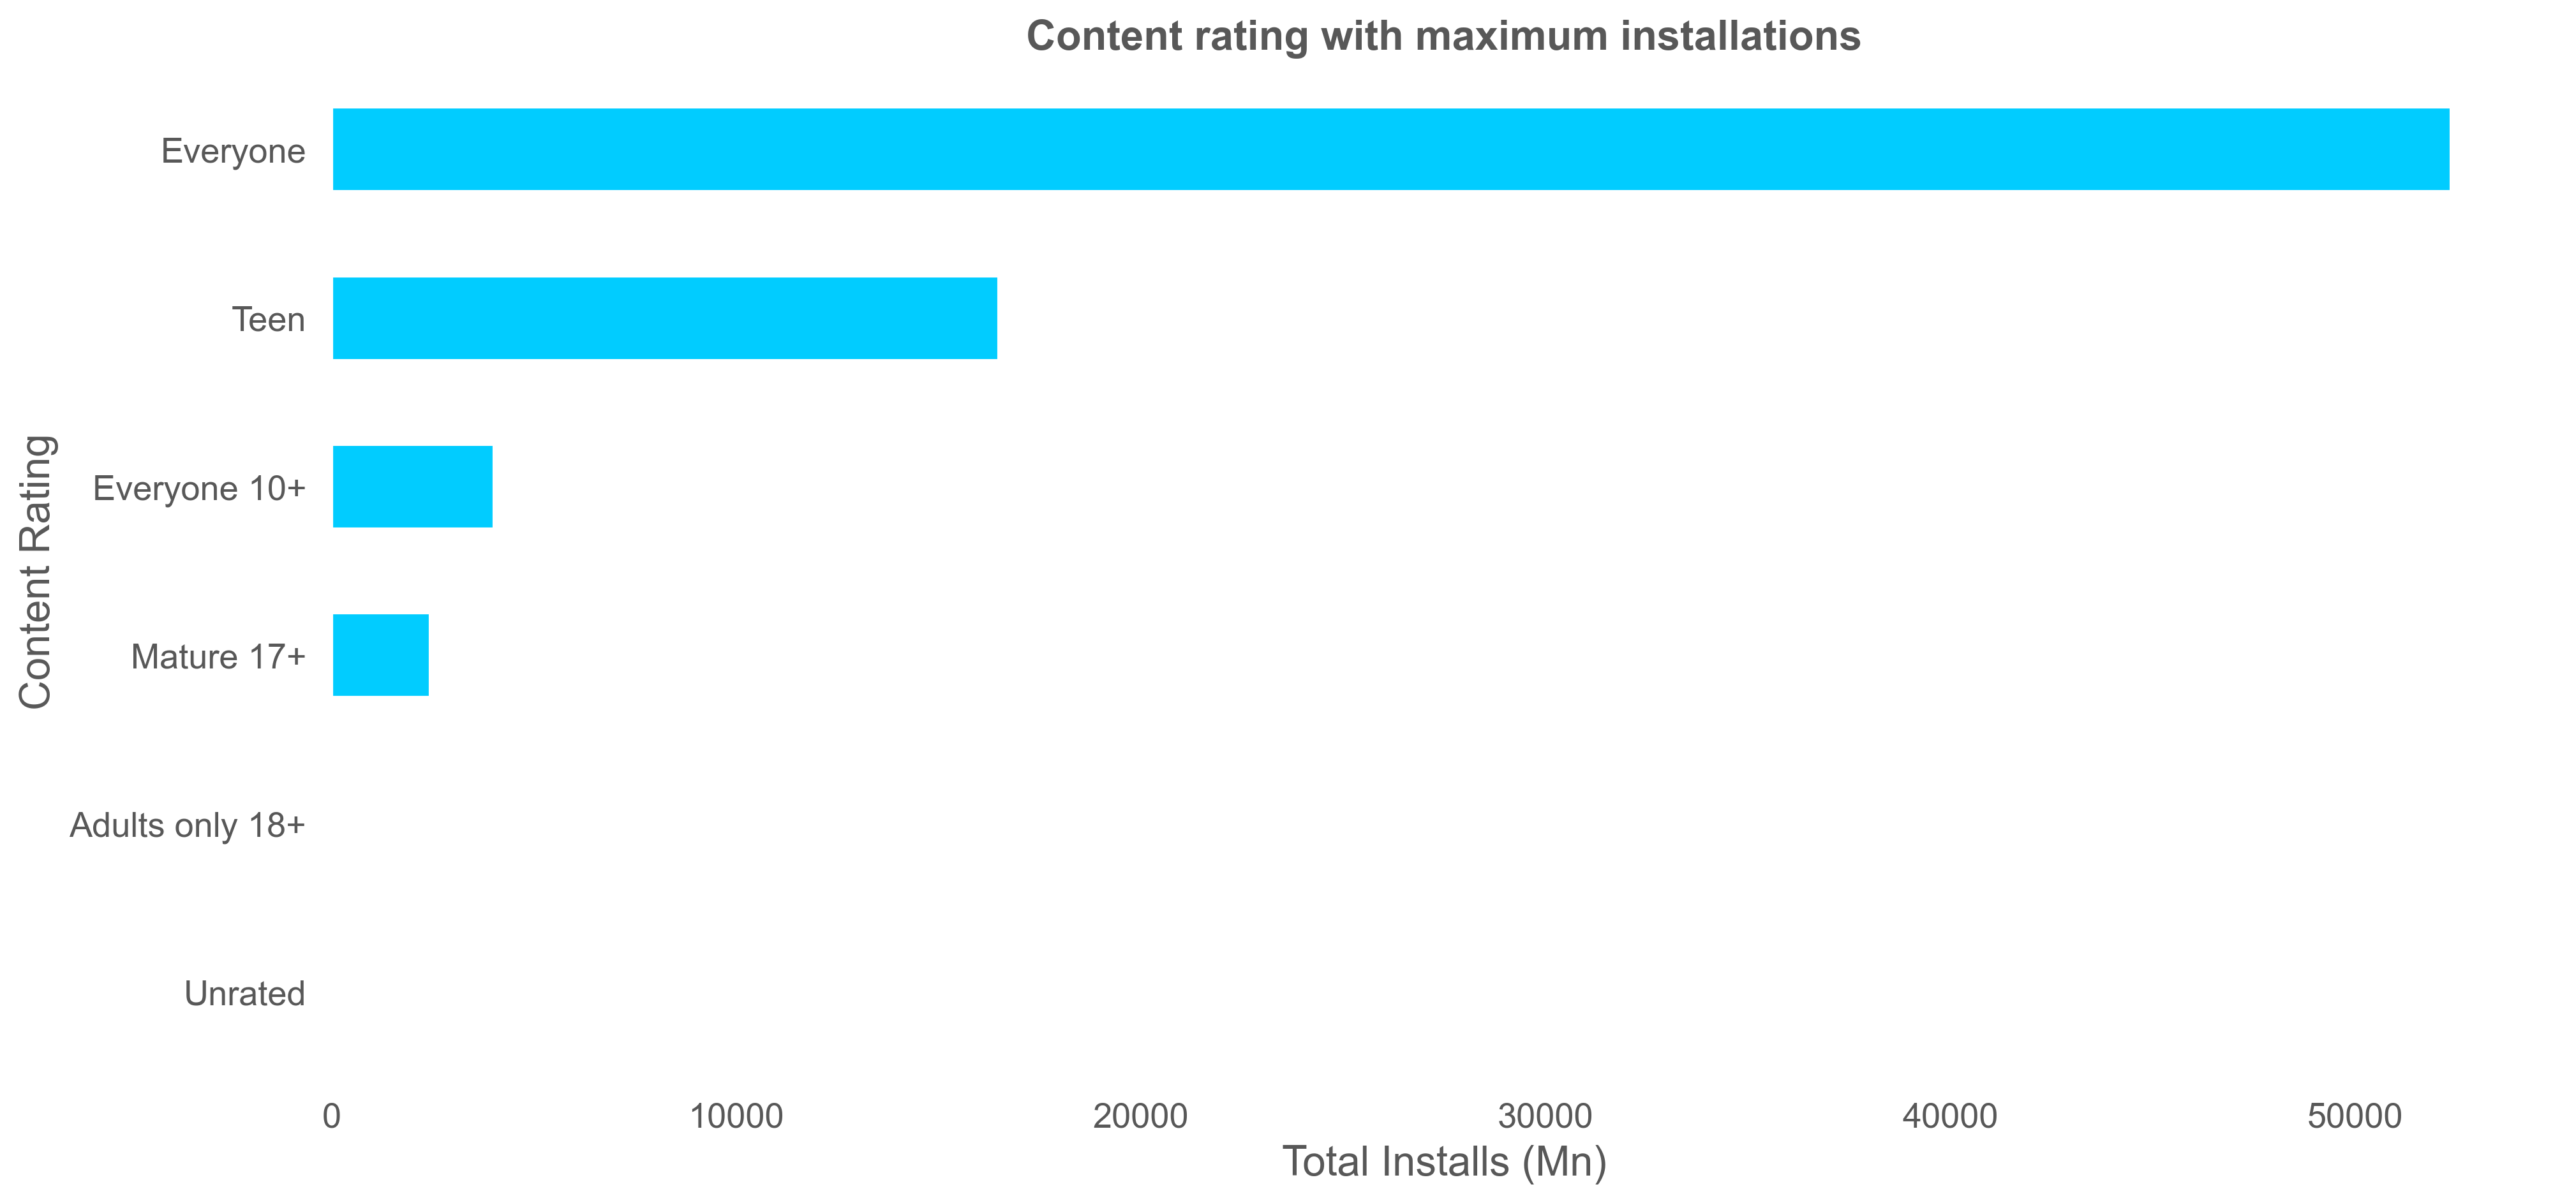 Content rating with maximum installations
Everyone
Teen
Everyone 10+
Mature 17+
Adults only 18+
Unrated
Content Rating
0 10000 20000 30000 40000 50000
Total Installs (Mn)